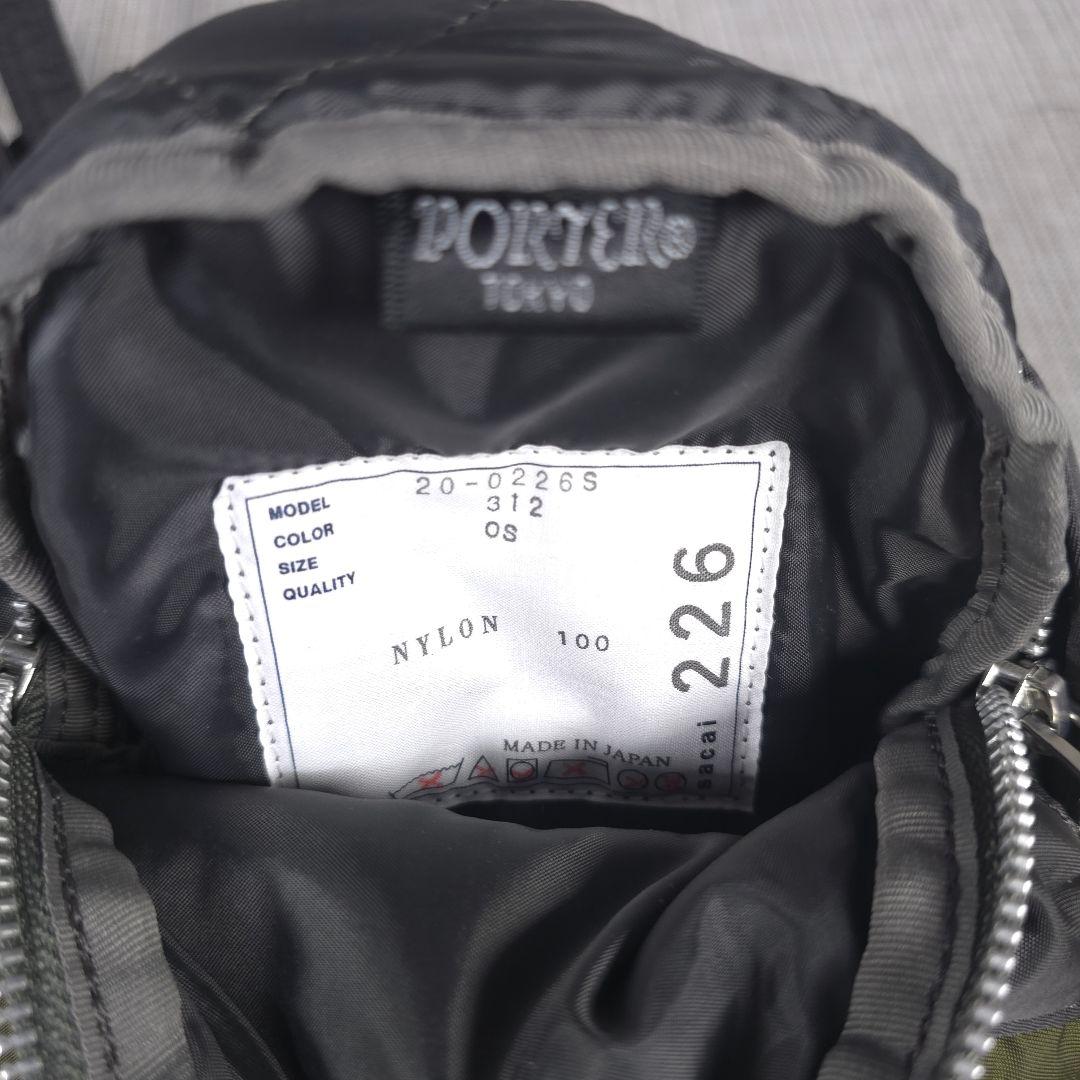 PORTER®
TOKYO
MODEL 20-0226S
COLOR 312
SIZE OS
QUALITY
NYLON 100
MADE IN JAPAN
sacai 226